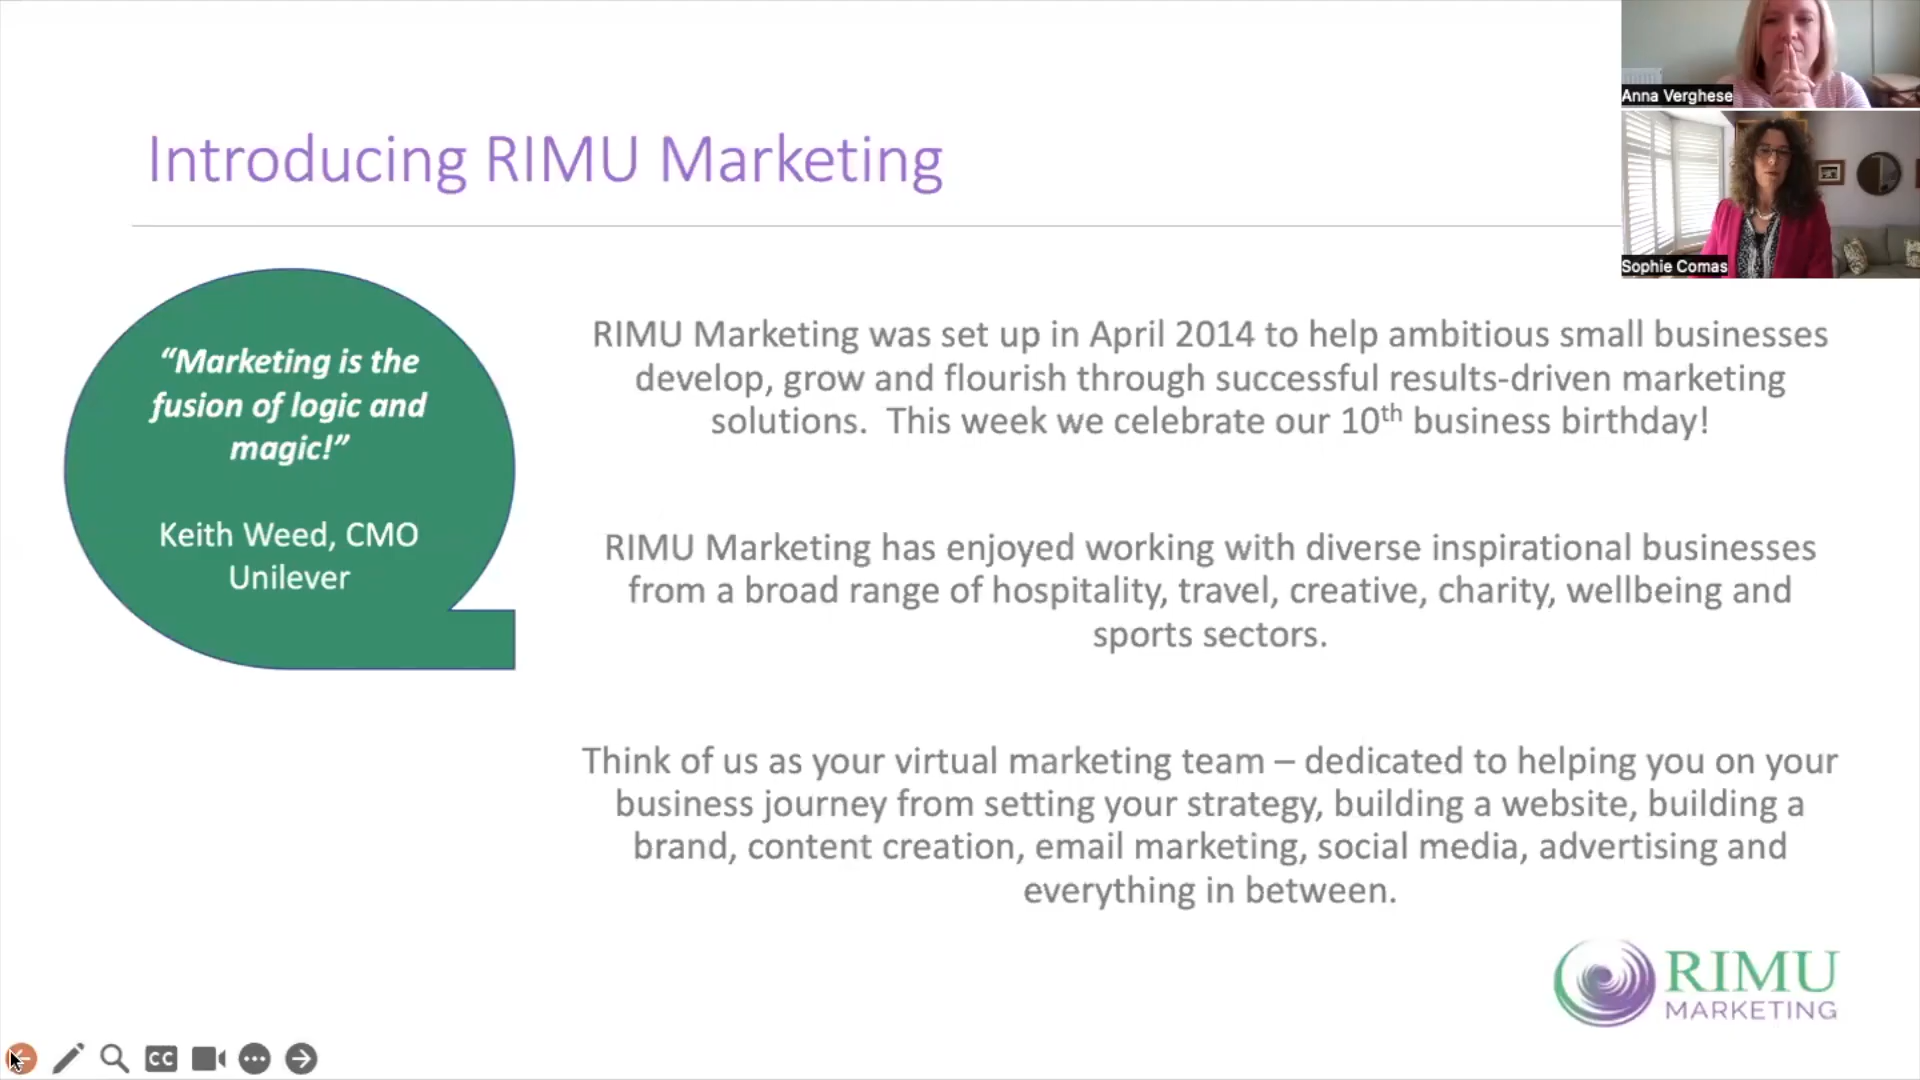 Introducing RIMU Marketing
Anna Verghese
Sophie Comas
“Marketing is the
fusion of logic and
magic!”
Keith Weed, CMO
Unilever
RIMU Marketing was set up in April 2014 to help ambitious small businesses
develop, grow and flourish through successful results-driven marketing
solutions.  This week we celebrate our 10th business birthday!
RIMU Marketing has enjoyed working with diverse inspirational businesses
from a broad range of hospitality, travel, creative, charity, wellbeing and
sports sectors.
Think of us as your virtual marketing team – dedicated to helping you on your
business journey from setting your strategy, building a website, building a
brand, content creation, email marketing, social media, advertising and
everything in between.
RIMU
MARKETING
CC